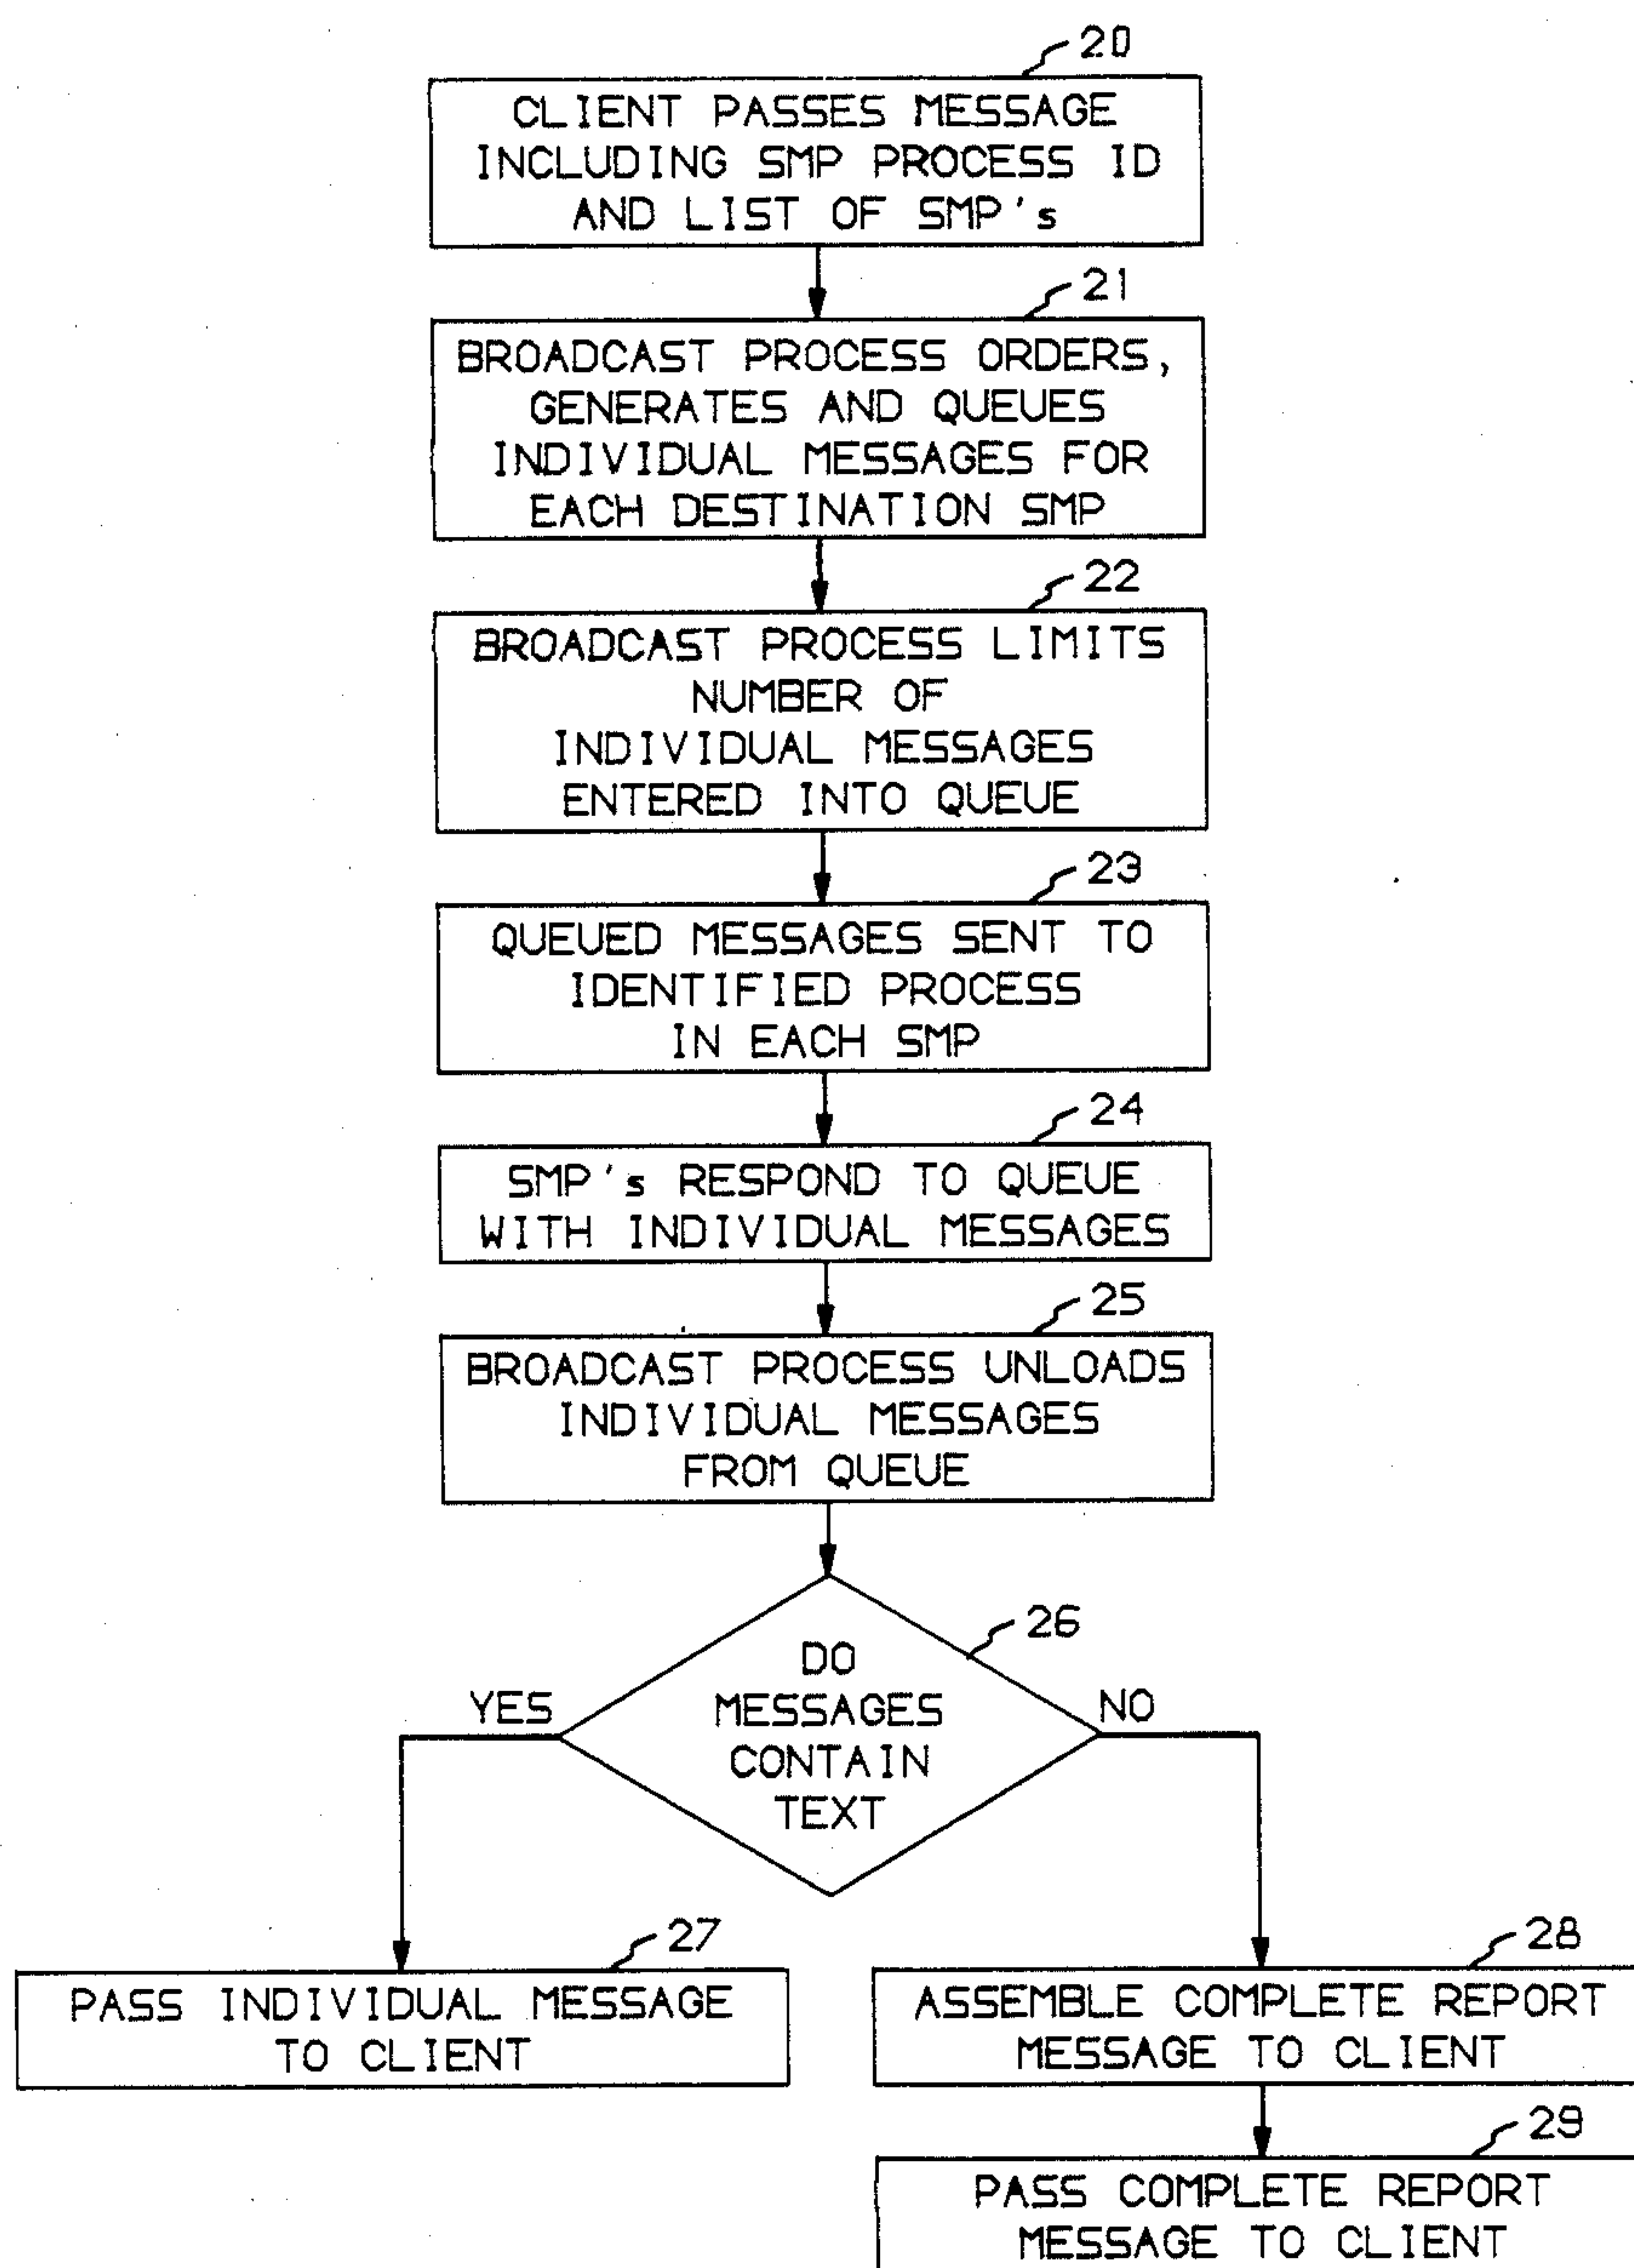 20
CLIENT PASSES MESSAGE
INCLUDING SMP PROCESS ID
AND LIST OF SMP's
21
BROADCAST PROCESS ORDERS,
GENERATES AND QUEUES
INDIVIDUAL MESSAGES FOR
EACH DESTINATION SMP
22
BROADCAST PROCESS LIMITS
NUMBER OF
INDIVIDUAL MESSAGES
ENTERED INTO QUEUE
23
QUEUED MESSAGES SENT TO
IDENTIFIED PROCESS
IN EACH SMP
24
SMP's RESPOND TO QUEUE
WITH INDIVIDUAL MESSAGES
25
BROADCAST PROCESS UNLOADS
INDIVIDUAL MESSAGES
FROM QUEUE
26
DO
MESSAGES
CONTAIN
TEXT
YES
NO
27
PASS INDIVIDUAL MESSAGE
TO CLIENT
28
ASSEMBLE COMPLETE REPORT
MESSAGE TO CLIENT
29
PASS COMPLETE REPORT
MESSAGE TO CLIENT